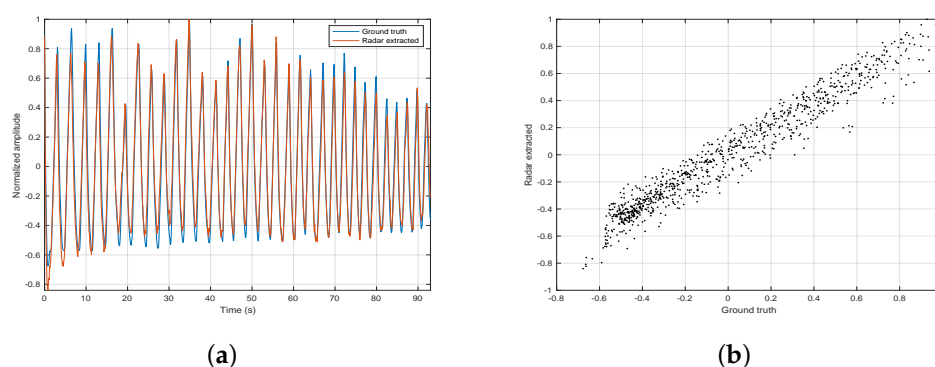 Ground truth
Radar extracted
1
0.8
0.6
0.4
0.2
0
-0.2
-0.4
-0.6
-0.8
Normalized amplitude
0 10 20 30 40 50 60 70 80 90
Time (s)
(a)
1
0.8
0.6
0.4
0.2
0
-0.2
-0.4
-0.6
-0.8
-1
Radar extracted
-0.8 -0.6 -0.4 -0.2 0 0.2 0.4 0.6 0.8
Ground truth
(b)